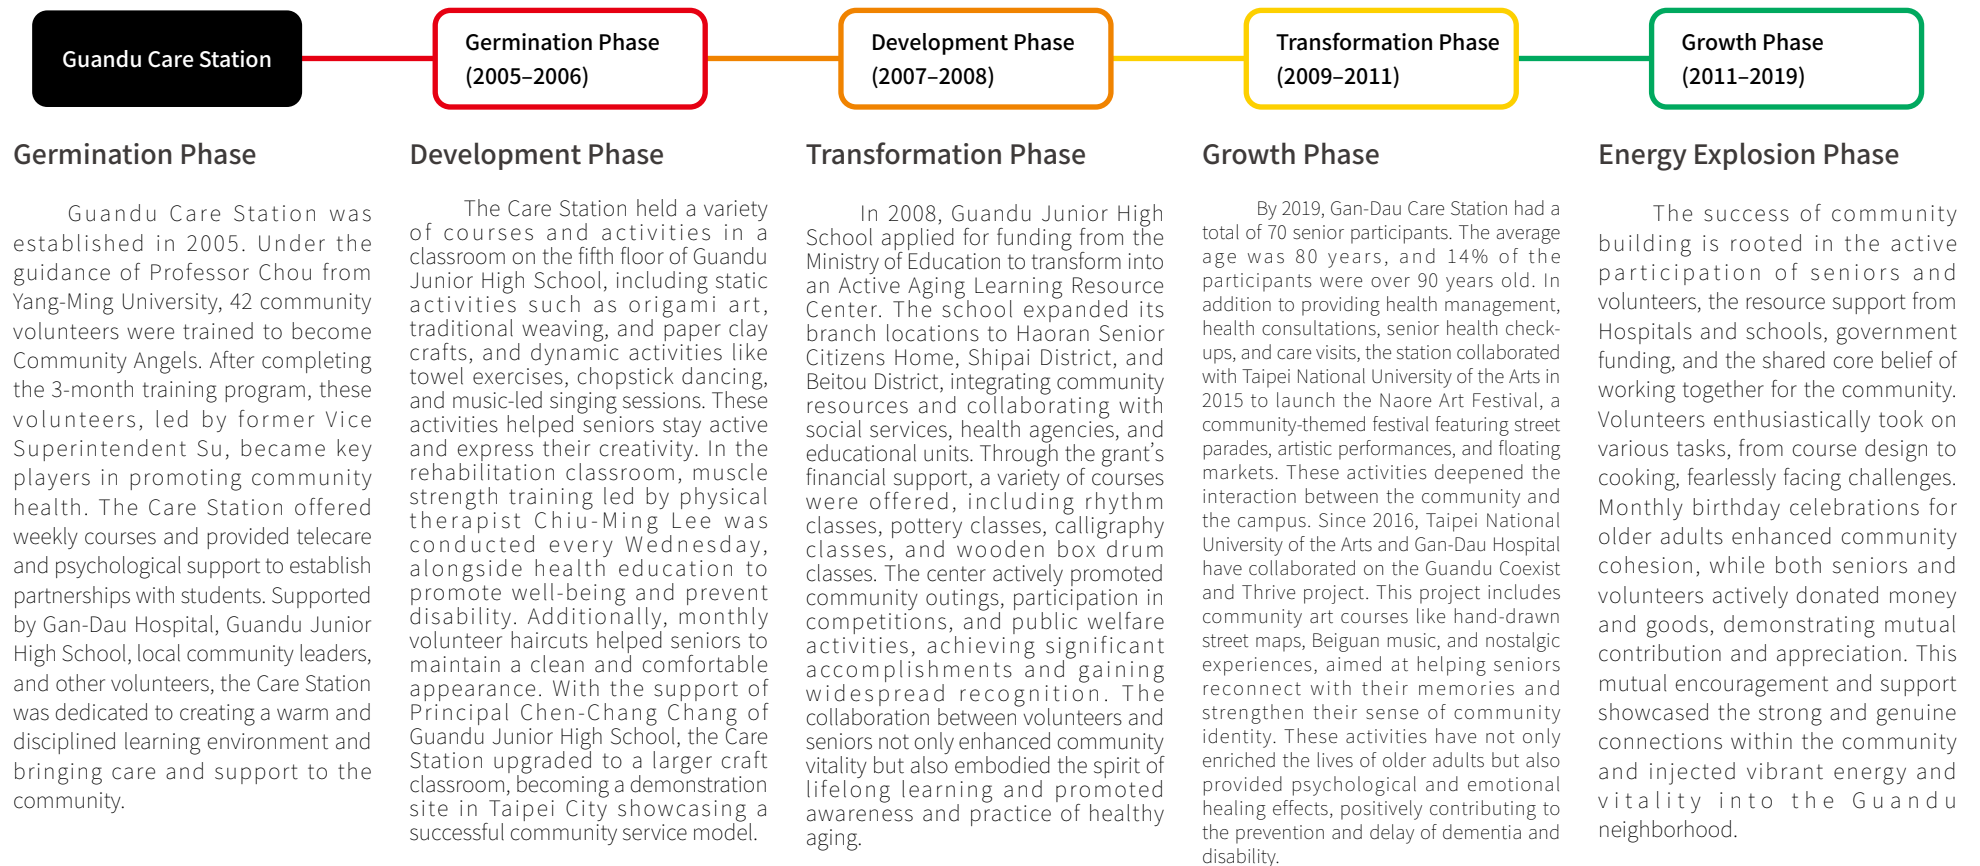 Guandu Care Station
Germination Phase
(2005–2006)
Development Phase
(2007–2008)
Transformation Phase
(2009–2011)
Growth Phase
(2011–2019)
Germination Phase
Guandu Care Station was
established in 2005. Under the
guidance of Professor Chou from
Yang-Ming University, 42 community
volunteers were trained to become
Community Angels. After completing
the 3-month training program, these
volunteers, led by former Vice
Superintendent Su, became key
players in promoting community
health. The Care Station offered
weekly courses and provided telecare
and psychological support to establish
partnerships with students. Supported
by Gan-Dau Hospital, Guandu Junior
High School, local community leaders,
and other volunteers, the Care Station
was dedicated to creating a warm and
disciplined learning environment and
bringing care and support to the
community.
Development Phase
The Care Station held a variety
of courses and activities in a
classroom on the fifth floor of Guandu
Junior High School, including static
activities such as origami art,
traditional weaving, and paper clay
crafts, and dynamic activities like
towel exercises, chopstick dancing,
and music-led singing sessions. These
activities helped seniors stay active
and express their creativity. In the
rehabilitation classroom, muscle
strength training led by physical
therapist Chiu-Ming Lee was
conducted every Wednesday,
alongside health education to
promote well-being and prevent
disability. Additionally, monthly
volunteer haircuts helped seniors to
maintain a clean and comfortable
appearance. With the support of
Principal Chen-Chang Chang of
Guandu Junior High School, the Care
Station upgraded to a larger craft
classroom, becoming a demonstration
site in Taipei City showcasing a
successful community service model.
Transformation Phase
In 2008, Guandu Junior High
School applied for funding from the
Ministry of Education to transform into
an Active Aging Learning Resource
Center. The school expanded its
branch locations to Haoran Senior
Citizens Home, Shipai District, and
Beitou District, integrating community
resources and collaborating with
social services, health agencies, and
educational units. Through the grant's
financial support, a variety of courses
were offered, including rhythm
classes, pottery classes, calligraphy
classes, and wooden box drum
classes. The center actively promoted
community outings, participation in
competitions, and public welfare
activities, achieving significant
accomplishments and gaining
widespread recognition. The
collaboration between volunteers and
seniors not only enhanced community
vitality but also embodied the spirit of
lifelong learning and promoted
awareness and practice of healthy
aging.
Growth Phase
By 2019, Gan-Dau Care Station had a
total of 70 senior participants. The average
age was 80 years, and 14% of the
participants were over 90 years old. In
addition to providing health management,
health consultations, senior health check-
ups, and care visits, the station collaborated
with Taipei National University of the Arts in
2015 to launch the Naore Art Festival, a
community-themed festival featuring street
parades, artistic performances, and floating
markets. These activities deepened the
interaction between the community and
the campus. Since 2016, Taipei National
University of the Arts and Gan-Dau Hospital
have collaborated on the Guandu Coexist
and Thrive project. This project includes
community art courses like hand-drawn
street maps, Beiguan music, and nostalgic
experiences, aimed at helping seniors
reconnect with their memories and
strengthen their sense of community
identity. These activities have not only
enriched the lives of older adults but also
provided psychological and emotional
healing effects, positively contributing to
the prevention and delay of dementia and
disability.
Energy Explosion Phase
The success of community
building is rooted in the active
participation of seniors and
volunteers, the resource support from
Hospitals and schools, government
funding, and the shared core belief of
working together for the community.
Volunteers enthusiastically took on
various tasks, from course design to
cooking, fearlessly facing challenges.
Monthly birthday celebrations for
older adults enhanced community
cohesion, while both seniors and
volunteers actively donated money
and goods, demonstrating mutual
contribution and appreciation. This
mutual encouragement and support
showcased the strong and genuine
connections within the community
and injected vibrant energy and
vitality into the Guandu
neighborhood.